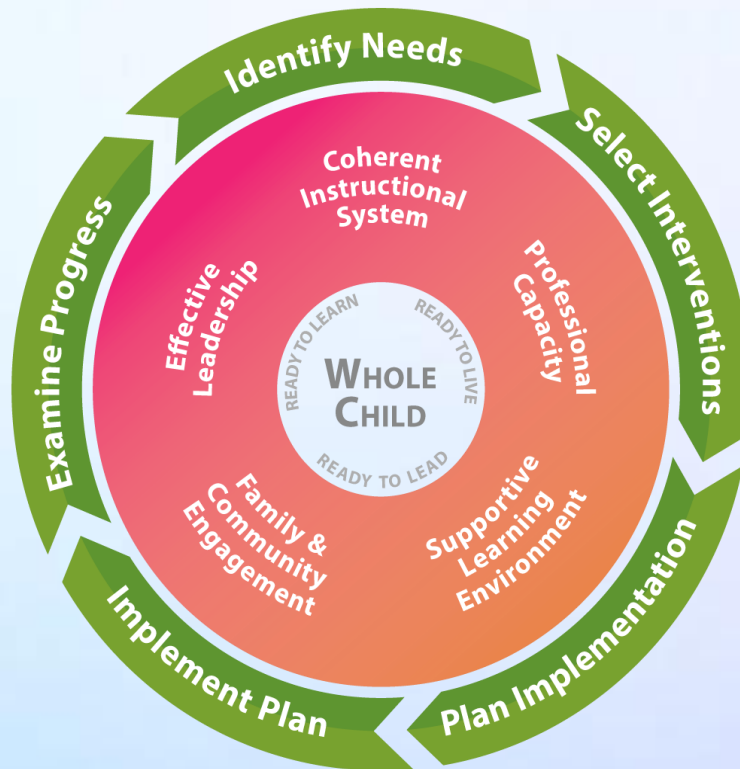 Identify Needs
Select Interventions
Plan Implementation
Implement Plan
Examine Progress
Coherent
Instructional
System
Professional
Capacity
Supportive
Learning
Environment
Family &
Community
Engagement
Effective
Leadership
READY TO LEARN
READY TO LIVE
READY TO LEAD
WHOLE
CHILD